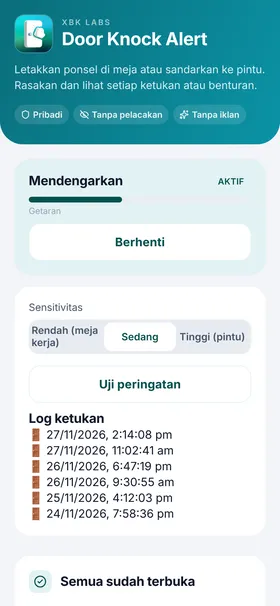 XBK LABS
Door Knock Alert
Letakkan ponsel di meja atau sandarkan ke pintu.
Rasakan dan lihat setiap ketukan atau benturan.
Pribadi
Tanpa pelacakan
Tanpa iklan
Mendengarkan
AKTIF
Getaran
Berhenti
Sensitivitas
Rendah (meja
kerja)
Sedang
Tinggi (pintu)
Uji peringatan
Log ketukan
27/11/2026, 2:14:08 pm
27/11/2026, 11:02:41 am
26/11/2026, 6:47:19 pm
26/11/2026, 9:30:55 am
25/11/2026, 4:12:03 pm
24/11/2026, 7:58:36 pm
Semua sudah terbuka